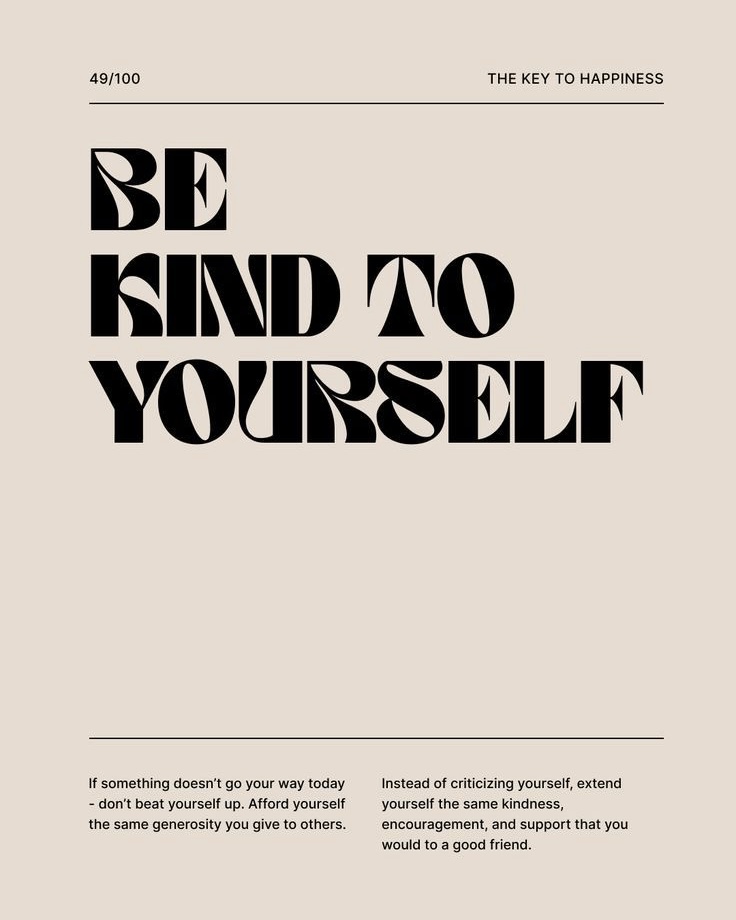 49/100
THE KEY TO HAPPINESS
BE
KIND TO
YOURSELF
If something doesn’t go your way today
- don’t beat yourself up. Afford yourself
the same generosity you give to others.
Instead of criticizing yourself, extend
yourself the same kindness,
encouragement, and support that you
would to a good friend.